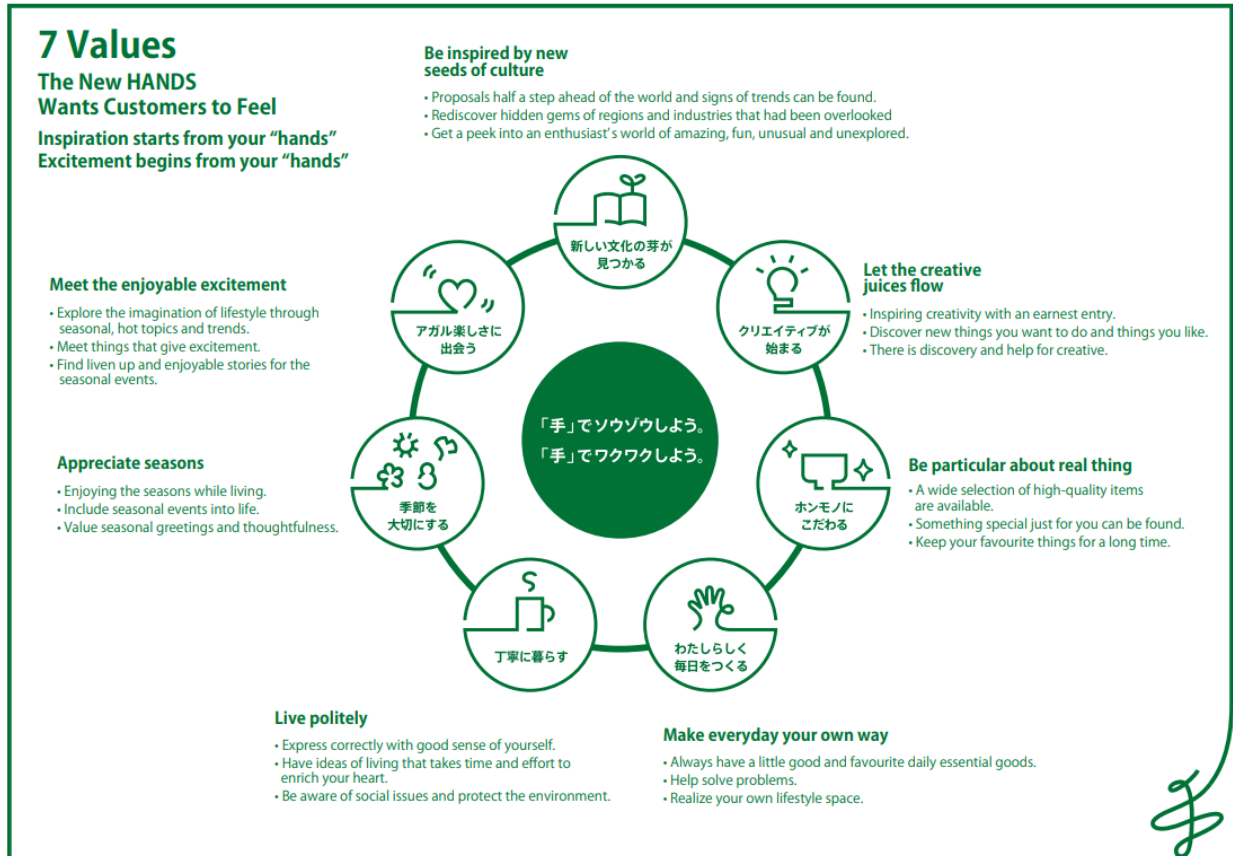 7 Values
The New HANDS
Wants Customers to Feel
Inspiration starts from your “hands”
Excitement begins from your “hands”
Be inspired by new
seeds of culture
• Proposals half a step ahead of the world and signs of trends can be found.
• Rediscover hidden gems of regions and industries that had been overlooked
• Get a peek into an enthusiast’s world of amazing, fun, unusual and unexplored.
新しい文化の芽が
見つかる
Let the creative
juices flow
• Inspiring creativity with an earnest entry.
• Discover new things you want to do and things you like.
• There is discovery and help for creative.
クリエイティブが
始まる
Be particular about real thing
• A wide selection of high-quality items
are available.
• Something special just for you can be found.
• Keep your favourite things for a long time.
ホンモノに
こだわる
Make everyday your own way
• Always have a little good and favourite daily essential goods.
• Help solve problems.
• Realize your own lifestyle space.
わたしらしく
毎日をつくる
Live politely
• Express correctly with good sense of yourself.
• Have ideas of living that takes time and effort to
enrich your heart.
• Be aware of social issues and protect the environment.
丁寧に暮らす
Appreciate seasons
• Enjoying the seasons while living.
• Include seasonal events into life.
• Value seasonal greetings and thoughtfulness.
季節を
大切にする
Meet the enjoyable excitement
• Explore the imagination of lifestyle through
seasonal, hot topics and trends.
• Meet things that give excitement.
• Find liven up and enjoyable stories for the
seasonal events.
アガル楽しさに
出会う
「手」でソウゾウしよう。
「手」でワクワクしよう。
手